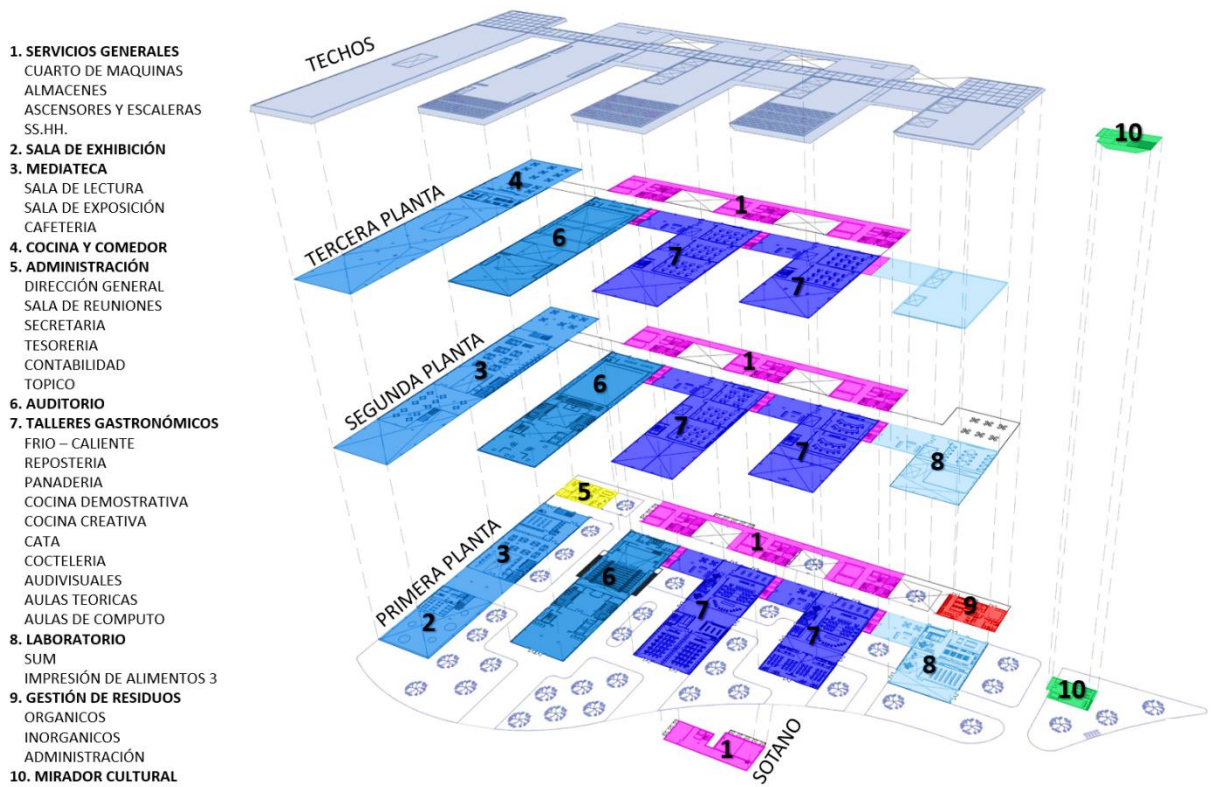 1. SERVICIOS GENERALES
CUARTO DE MAQUINAS
ALMACENES
ASCENSORES Y ESCALERAS
SS.HH.
2. SALA DE EXHIBICIÓN
3. MEDIATECA
SALA DE LECTURA
SALA DE EXPOSICIÓN
CAFETERIA
4. COCINA Y COMEDOR
5. ADMINISTRACIÓN
DIRECCIÓN GENERAL
SALA DE REUNIONES
SECRETARIA
TESORERIA
CONTABILIDAD
TOPICO
6. AUDITORIO
7. TALLERES GASTRONÓMICOS
FRIO – CALIENTE
REPOSTERIA
PANADERIA
COCINA DEMOSTRATIVA
COCINA CREATIVA
CATA
COCTELERIA
AUDIVISUALES
AULAS TEORICAS
AULAS DE COMPUTO
8. LABORATORIO
SUM
IMPRESIÓN DE ALIMENTOS 3
9. GESTIÓN DE RESIDUOS
ORGANICOS
INORGANICOS
ADMINISTRACIÓN
10. MIRADOR CULTURAL
TECHOS
10
TERCERA PLANTA
4
1
6
7
7
SEGUNDA PLANTA
3
1
6
7
7
8
PRIMERA PLANTA
5
3
1
2
6
7
7
9
8
10
1
SOTANO